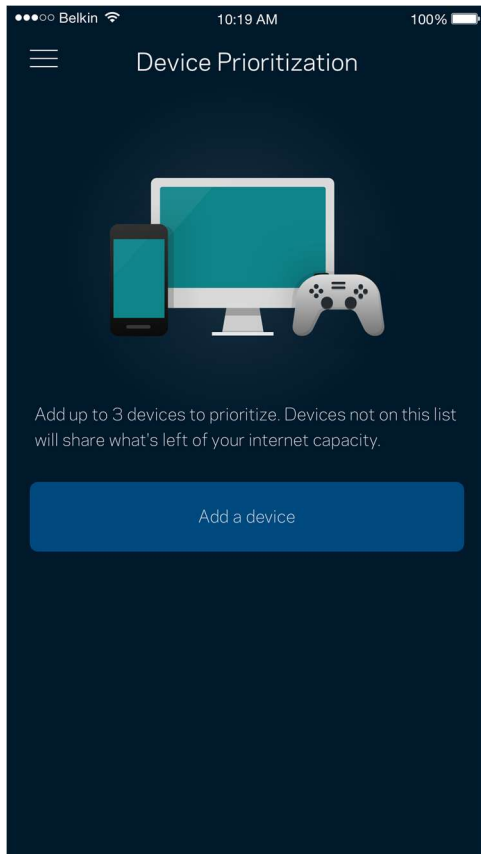 Belkin 10:19 AM 100%
Device Prioritization
Add up to 3 devices to prioritize. Devices not on this list
will share what's left of your internet capacity.
Add a device